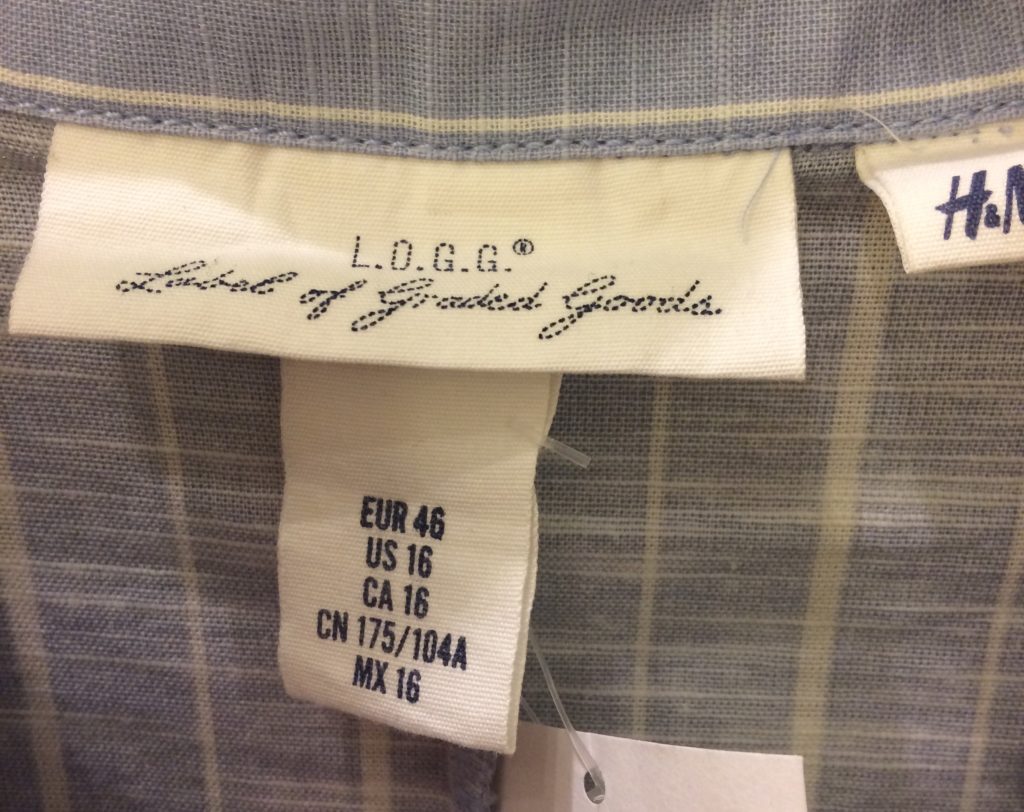 L.O.G.G.®
Label of Graded Goods.
H&M
EUR 46
US 16
CA 16
CN 175/104A
MX 16